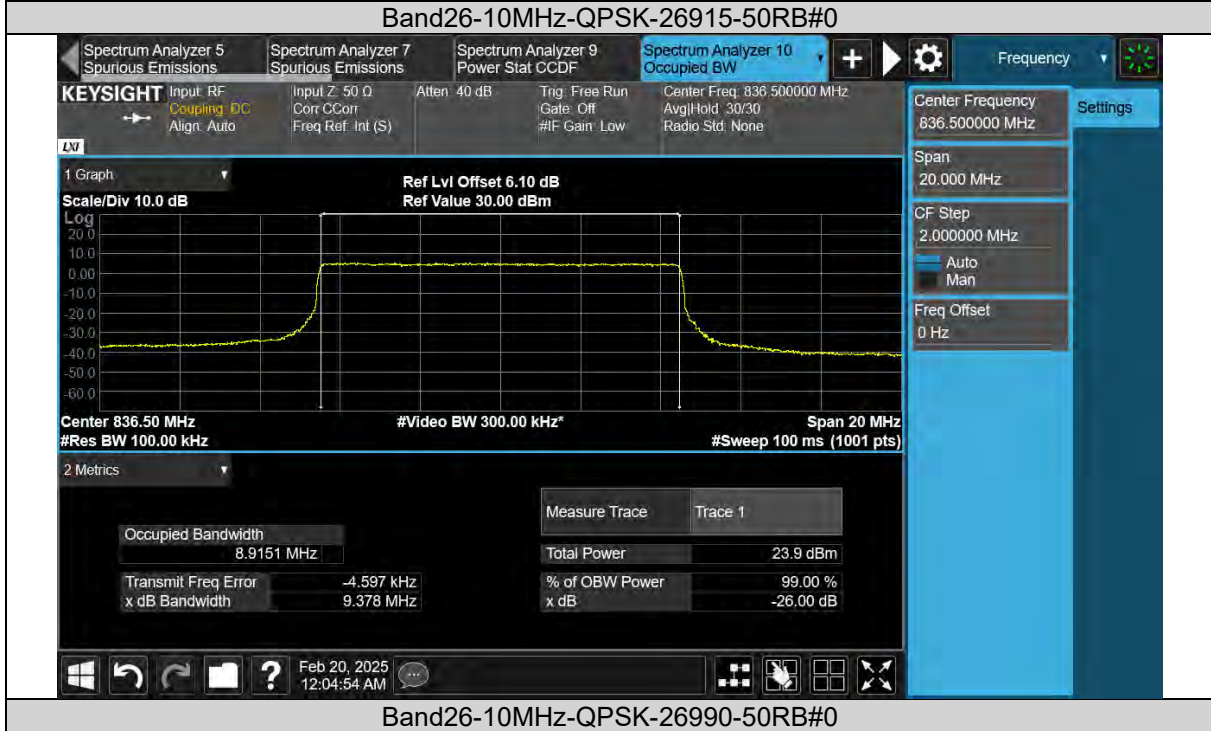 Band26-10MHz-QPSK-26915-50RB#0
Spectrum Analyzer 5
Spurious Emissions
Spectrum Analyzer 7
Spurious Emissions
Spectrum Analyzer 9
Power Stat CCDF
Spectrum Analyzer 10
Occupied BW
+
Frequency
KEYSIGHT
Input: RF
Coupling: DC
Align: Auto
Input Z: 50 Ω
Corr CCorr
Freq Ref: Int (S)
Atten: 40 dB
Trig: Free Run
Gate: Off
#IF Gain: Low
Center Freq: 836.500000 MHz
Avg|Hold: 30/30
Radio Std: None
LXI
Center Frequency
836.500000 MHz
Settings
Span
20.000 MHz
CF Step
2.000000 MHz
Auto
Man
Freq Offset
0 Hz
1 Graph
Scale/Div 10.0 dB
Ref Lvl Offset 6.10 dB
Ref Value 30.00 dBm
Log
20.0
10.0
0.00
-10.0
-20.0
-30.0
-40.0
-50.0
-60.0
Center 836.50 MHz
#Res BW 100.00 kHz
#Video BW 300.00 kHz*
Span 20 MHz
#Sweep 100 ms (1001 pts)
2 Metrics
Measure Trace Trace 1
Occupied Bandwidth
8.9151 MHz
Total Power 23.9 dBm
Transmit Freq Error -4.597 kHz
% of OBW Power 99.00 %
x dB Bandwidth 9.378 MHz
x dB -26.00 dB
?
Feb 20, 2025
12:04:54 AM
Band26-10MHz-QPSK-26990-50RB#0